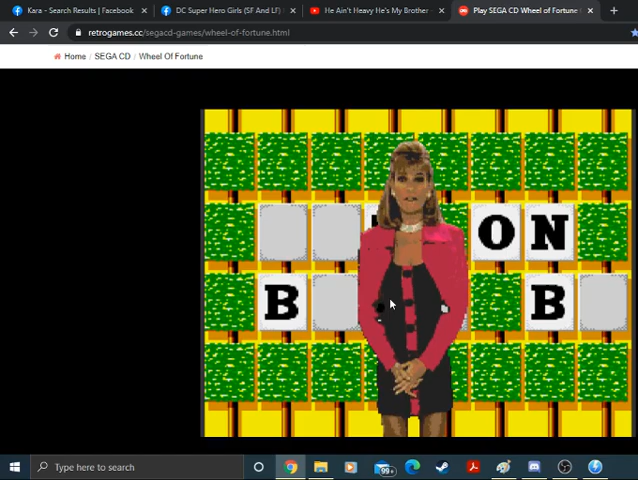 Kara - Search Results | Facebook
DC Super Hero Girls (SF And LF) |
He Ain't Heavy He's My Brother -
Play SEGA CD Wheel of Fortune
retrogames.cc/segacd-games/wheel-of-fortune.html
Home / SEGA CD / Wheel Of Fortune
ON
B B
Type here to search
99+